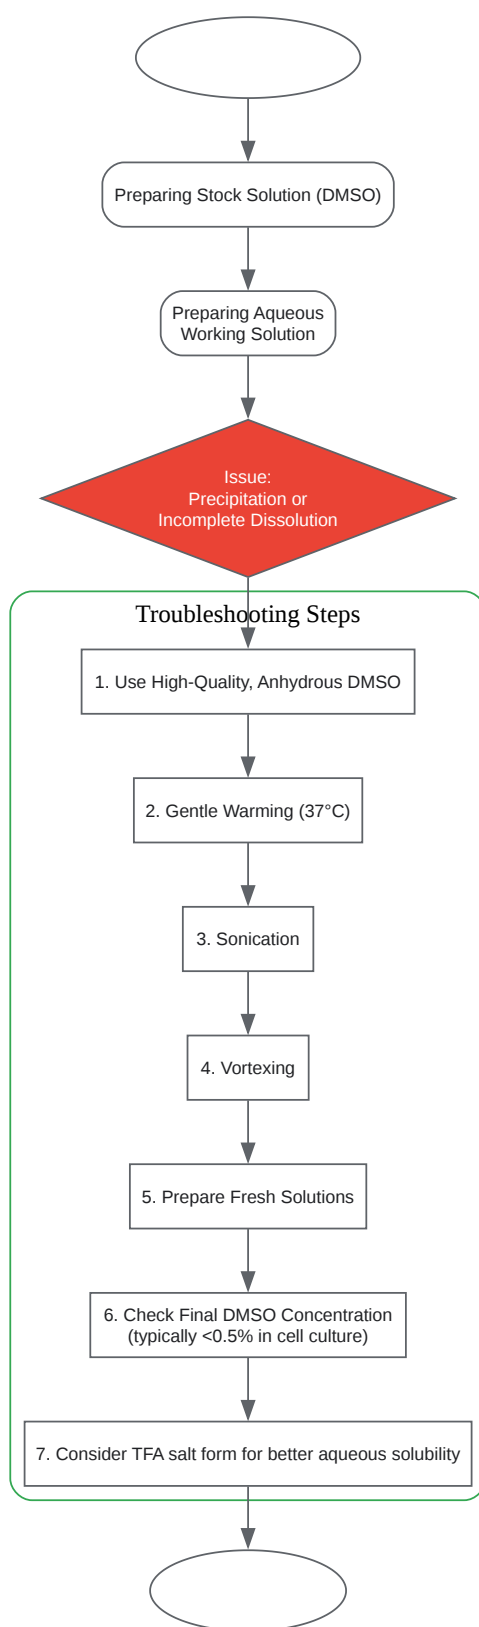 Preparing Stock Solution (DMSO)
Preparing Aqueous
Working Solution
Issue:
Precipitation or
Incomplete Dissolution
Troubleshooting Steps
1. Use High-Quality, Anhydrous DMSO
2. Gentle Warming (37°C)
3. Sonication
4. Vortexing
5. Prepare Fresh Solutions
6. Check Final DMSO Concentration
(typically <0.5% in cell culture)
7. Consider TFA salt form for better aqueous solubility